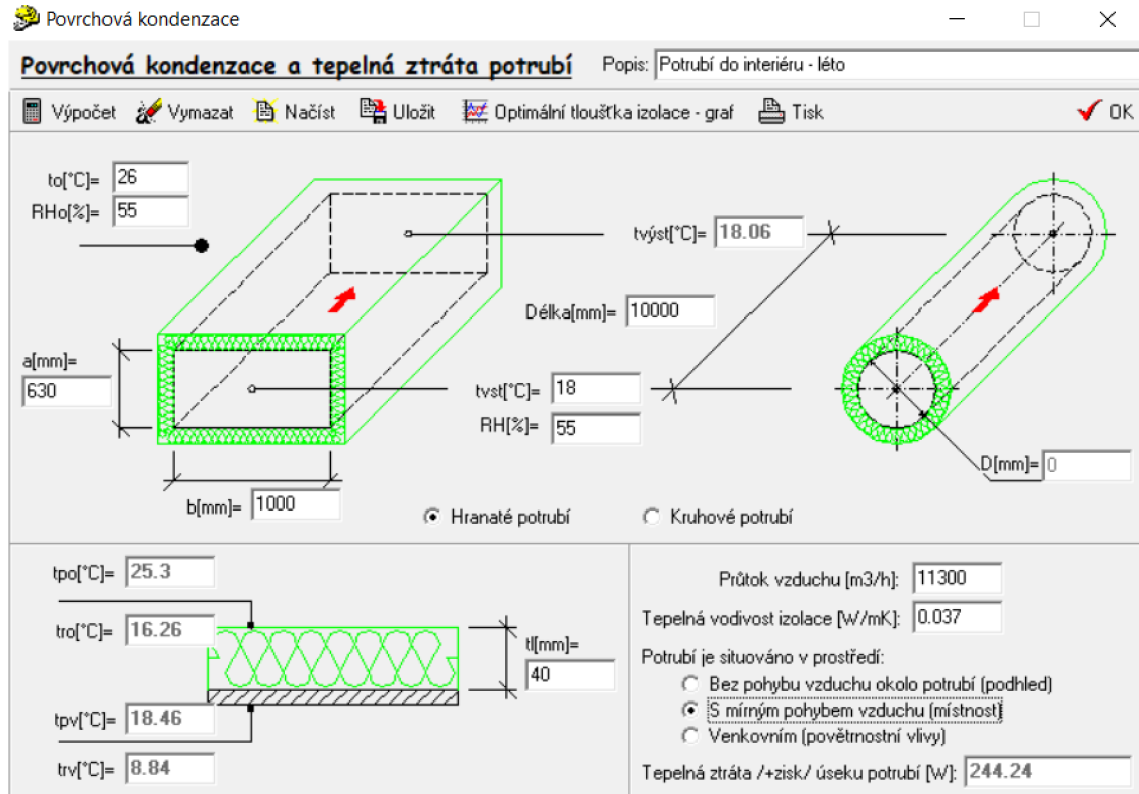 Povrchová kondenzace
Povrchová kondenzace a tepelná ztráta potrubí Popis: Potrubí do interiéru - léto
Výpočet Vymazat Načíst Uložit Optimální tloušťka izolace - graf Tisk OK
to[°C]= 26
RHo[%]= 55
tvýst[°C]= 18.06
Délka[mm]= 10000
a[mm]=
630
tvst[°C]= 18
RH[%]= 55
D[mm]= 0
b[mm]= 1000
Hranaté potrubí Kruhové potrubí
tpo[°C]= 25.3
tro[°C]= 16.26
tl[mm]=
40
tpv[°C]= 18.46
trv[°C]= 8.84
Průtok vzduchu [m3/h]: 11300
Tepelná vodivost izolace [W/mK]: 0.037
Potrubí je situováno v prostředí:
Bez pohybu vzduchu okolo potrubí (podhled)
S mírným pohybem vzduchu (místnost)
Venkovním (povětrnostní vlivy)
Tepelná ztráta /+zisk/ úseku potrubí [W]: 244.24